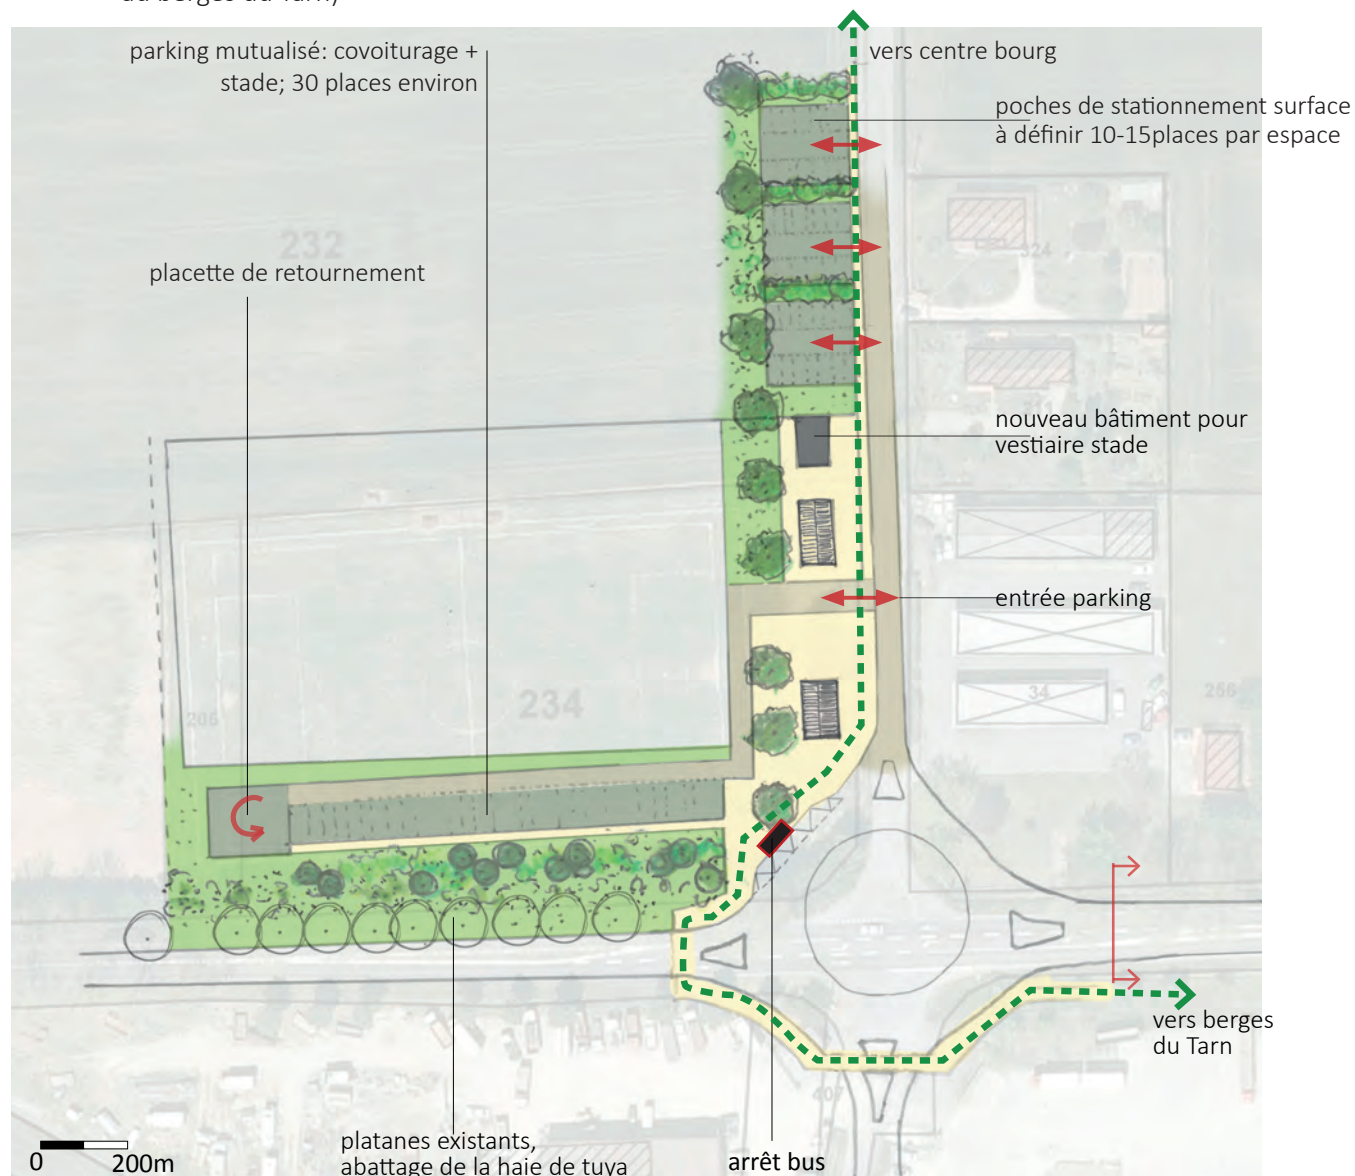 parking mutualisé: covoiturage +
stade; 30 places environ
vers centre bourg
poches de stationnement surface
à définir 10-15places par espace
232
324
placette de retournement
nouveau bâtiment pour
vestiaire stade
entrée parking
234
34
256
vers berges
du Tarn
407
platanes existants,
abattage de la haie de tuya
arrêt bus
0 200m